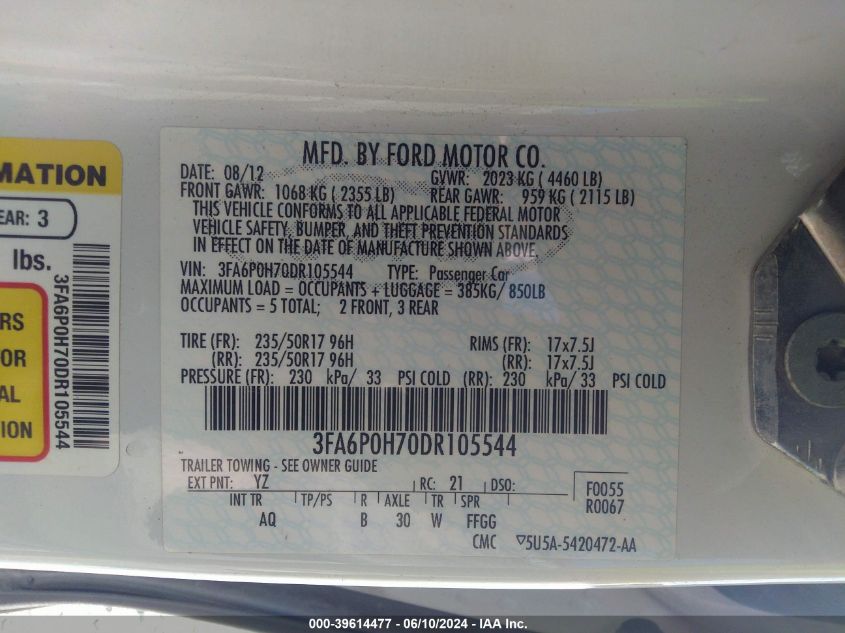 MATION
EAR: 3
lbs.
RS
OR
AL
ION
3FA6P0H70DR105544
MFD. BY FORD MOTOR CO.
DATE: 08/12 GVWR: 2023 KG ( 4460 LB)
FRONT GAWR: 1068 KG ( 2355 LB) REAR GAWR: 959 KG ( 2115 LB)
THIS VEHICLE CONFORMS TO ALL APPLICABLE FEDERAL MOTOR
VEHICLE SAFETY, BUMPER, AND THEFT PREVENTION STANDARDS
IN EFFECT ON THE DATE OF MANUFACTURE SHOWN ABOVE.
VIN: 3FA6P0H70DR105544 TYPE: Passenger Car
MAXIMUM LOAD = OCCUPANTS + LUGGAGE = 385KG/ 850LB
OCCUPANTS = 5 TOTAL; 2 FRONT, 3 REAR
TIRE (FR): 235/50R17 96H RIMS (FR): 17x7.5J
(RR): 235/50R17 96H (RR): 17x7.5J
PRESSURE (FR): 230 kPa/ 33 PSI COLD (RR): 230 kPa/ 33 PSI COLD
3FA6P0H70DR105544
TRAILER TOWING - SEE OWNER GUIDE
EXT PNT: YZ RC: 21 DSO: F0055
INT TR TP/PS R AXLE TR SPR R0067
AQ B 30 W FFGG
CMC ▽5U5A-5420472-AA
000-39614477 - 06/10/2024 - IAA Inc.